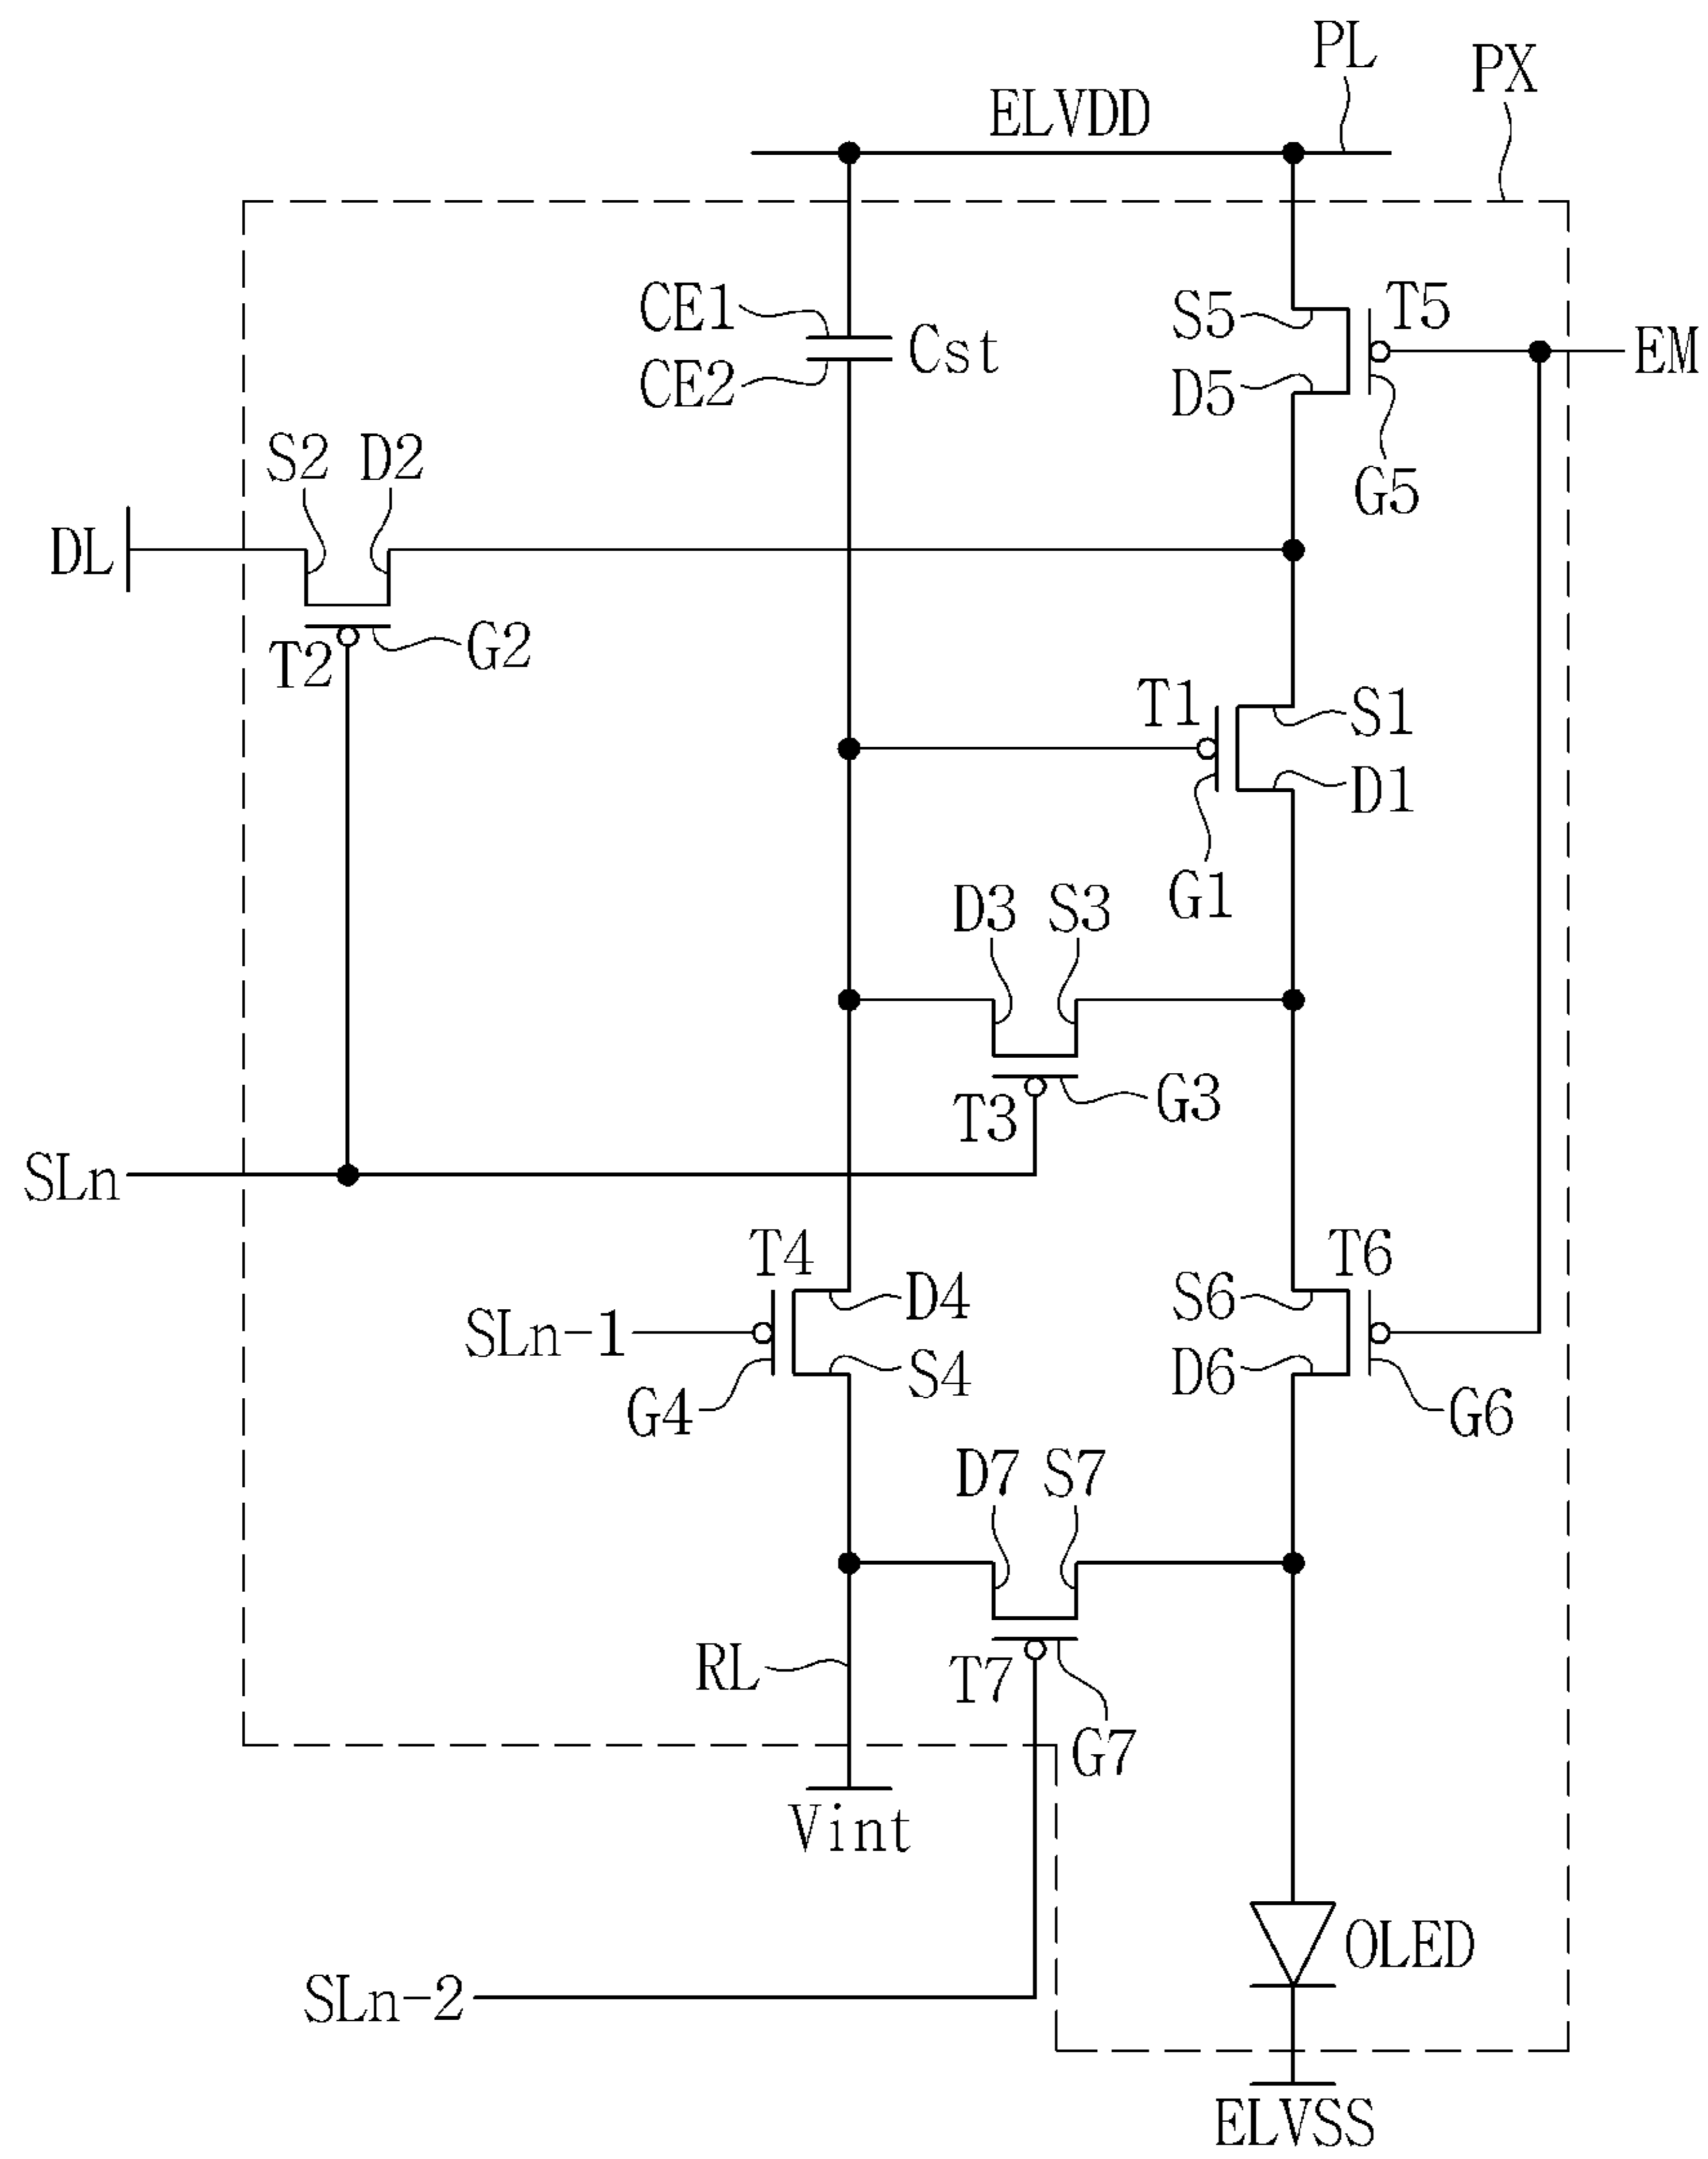 PL
PX
ELVDD
CE1
S5
T5
Cst
EM
CE2
D5
S2
D2
G5
DL
G2
T2
T1
S1
D1
G1
D3
S3
G3
T3
SLn
T4
T6
D4
S6
SLn-1
S4
D6
G4
G6
D7
S7
RL
T7
G7
Vint
OLED
SLn-2
ELVSS